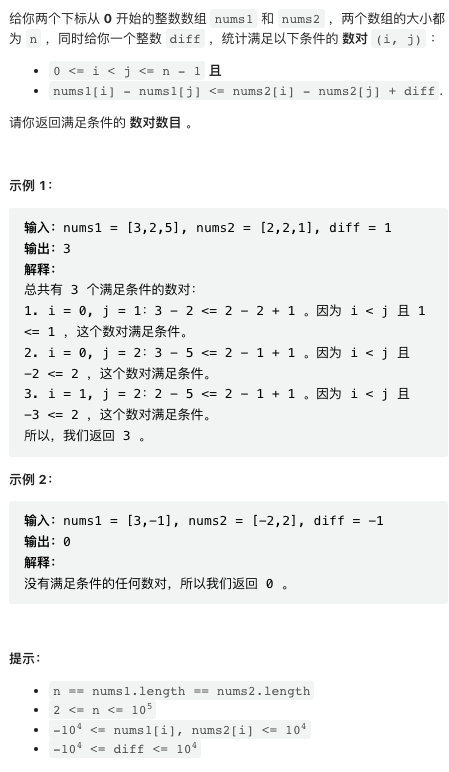 给你两个下标从 0 开始的整数数组 nums1 和 nums2 ，两个数组的大小都
为 n ，同时给你一个整数 diff ，统计满足以下条件的 数对 (i, j) ：
• 0 <= i < j <= n - 1 且
• nums1[i] - nums1[j] <= nums2[i] - nums2[j] + diff.
请你返回满足条件的 数对数目 。
示例 1：
输入：nums1 = [3,2,5], nums2 = [2,2,1], diff = 1
输出：3
解释：
总共有 3 个满足条件的数对：
1. i = 0, j = 1：3 - 2 <= 2 - 2 + 1 。因为 i < j 且 1
<= 1 ，这个数对满足条件。
2. i = 0, j = 2：3 - 5 <= 2 - 1 + 1 。因为 i < j 且
-2 <= 2 ，这个数对满足条件。
3. i = 1, j = 2：2 - 5 <= 2 - 1 + 1 。因为 i < j 且
-3 <= 2 ，这个数对满足条件。
所以，我们返回 3 。
示例 2：
输入：nums1 = [3,-1], nums2 = [-2,2], diff = -1
输出：0
解释：
没有满足条件的任何数对，所以我们返回 0 。
提示：
• n == nums1.length == nums2.length
• 2 <= n <= 10⁵
• -10⁴ <= nums1[i], nums2[i] <= 10⁴
• -10⁴ <= diff <= 10⁴